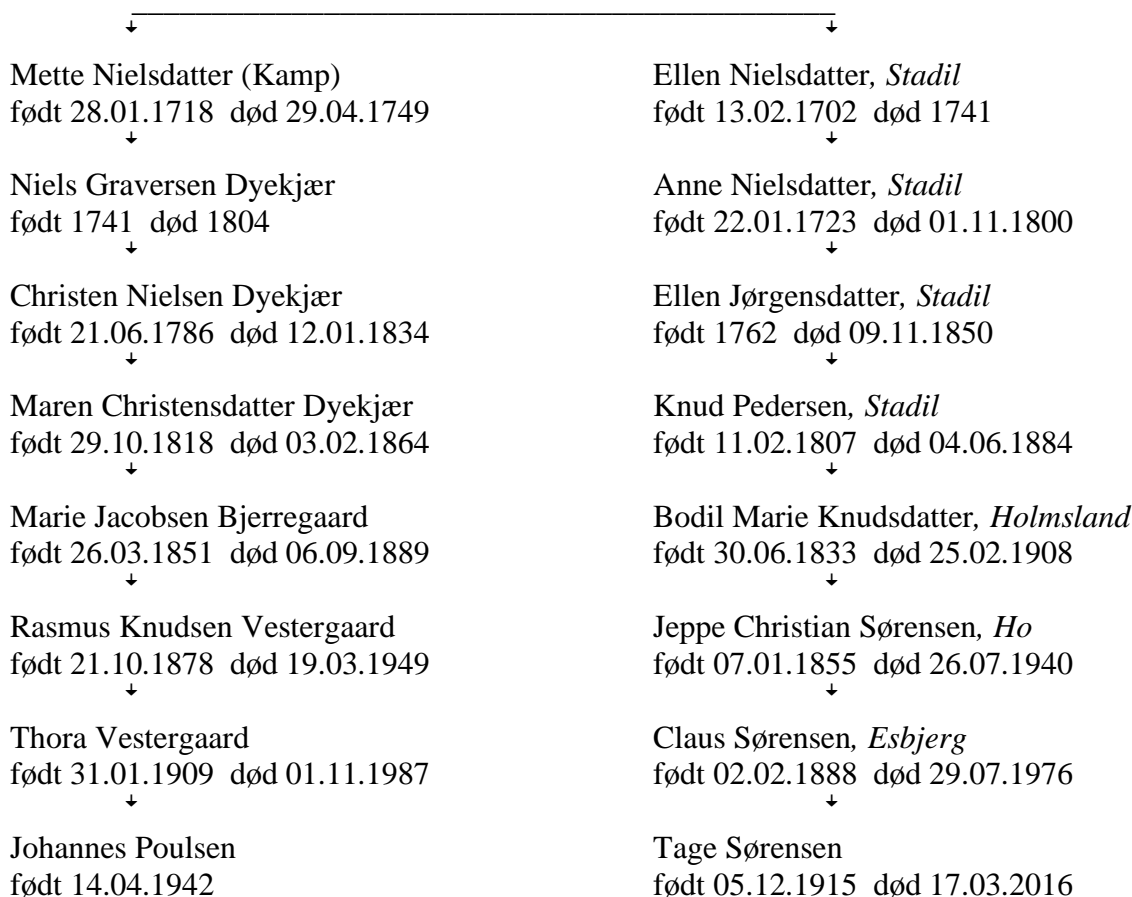 Mette Nielsdatter (Kamp)
født 28.01.1718 død 29.04.1749
Niels Graversen Dyekjær
født 1741 død 1804
Christen Nielsen Dyekjær
født 21.06.1786 død 12.01.1834
Maren Christensdatter Dyekjær
født 29.10.1818 død 03.02.1864
Marie Jacobsen Bjerregaard
født 26.03.1851 død 06.09.1889
Rasmus Knudsen Vestergaard
født 21.10.1878 død 19.03.1949
Thora Vestergaard
født 31.01.1909 død 01.11.1987
Johannes Poulsen
født 14.04.1942
Ellen Nielsdatter, Stadil
født 13.02.1702 død 1741
Anne Nielsdatter, Stadil
født 22.01.1723 død 01.11.1800
Ellen Jørgensdatter, Stadil
født 1762 død 09.11.1850
Knud Pedersen, Stadil
født 11.02.1807 død 04.06.1884
Bodil Marie Knudsdatter, Holmsland
født 30.06.1833 død 25.02.1908
Jeppe Christian Sørensen, Ho
født 07.01.1855 død 26.07.1940
Claus Sørensen, Esbjerg
født 02.02.1888 død 29.07.1976
Tage Sørensen
født 05.12.1915 død 17.03.2016